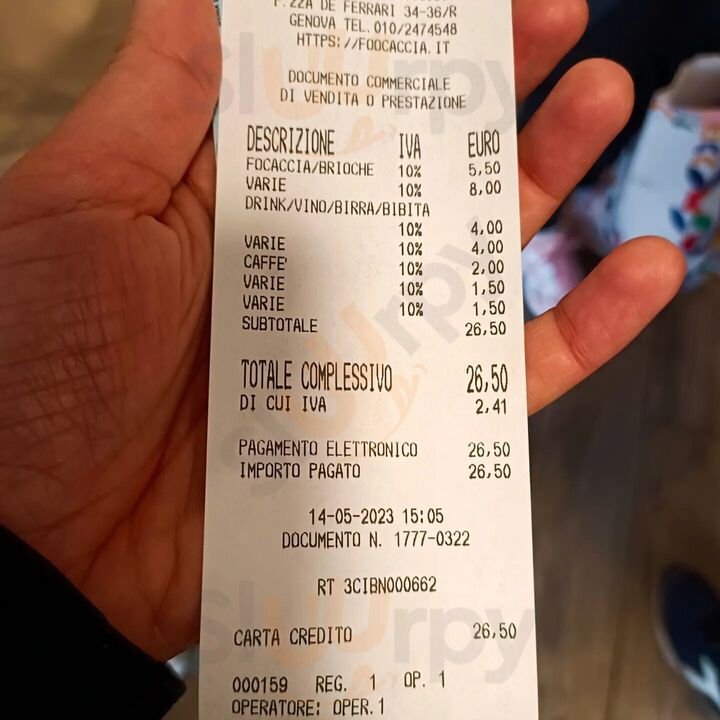 P.ZZA DE FERRARI 34-36/R
GENOVA TEL.010/2474548
HTTPS://FOOCACCIA.IT
DOCUMENTO COMMERCIALE
DI VENDITA O PRESTAZIONE
DESCRIZIONE IVA EURO
FOCACCIA/BRIOCHE 10% 5,50
VARIE 10% 8,00
DRINK/VINO/BIRRA/BIBITA
10% 4,00
VARIE 10% 4,00
CAFFE' 10% 2,00
VARIE 10% 1,50
VARIE 10% 1,50
SUBTOTALE 26,50
TOTALE COMPLESSIVO 26,50
DI CUI IVA 2,41
PAGAMENTO ELETTRONICO 26,50
IMPORTO PAGATO 26,50
14-05-2023 15:05
DOCUMENTO N. 1777-0322
RT 3CIBN000662
CARTA CREDITO 26,50
000159 REG. 1 OP. 1
OPERATORE: OPER.1
sluurpy
sluurpy
sluurpy